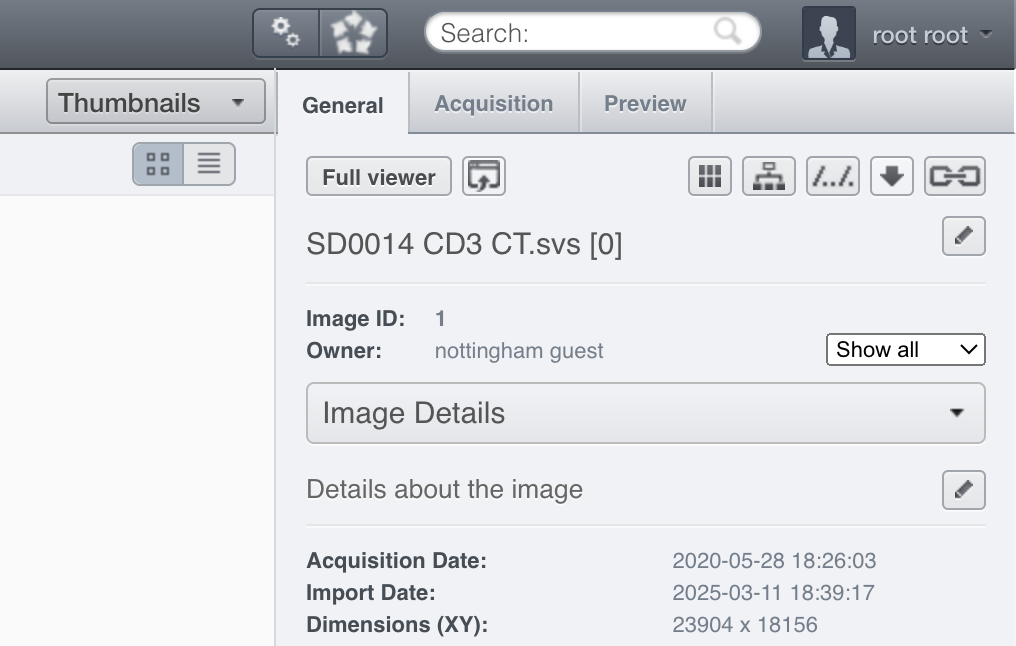 Search:
root root
Thumbnails
General
Acquisition
Preview
Full viewer
/../.
SD0014 CD3 CT.svs [0]
Image ID: 1
Owner: nottingham guest
Show all
Image Details
Details about the image
Acquisition Date: 2020-05-28 18:26:03
Import Date: 2025-03-11 18:39:17
Dimensions (XY): 23904 x 18156